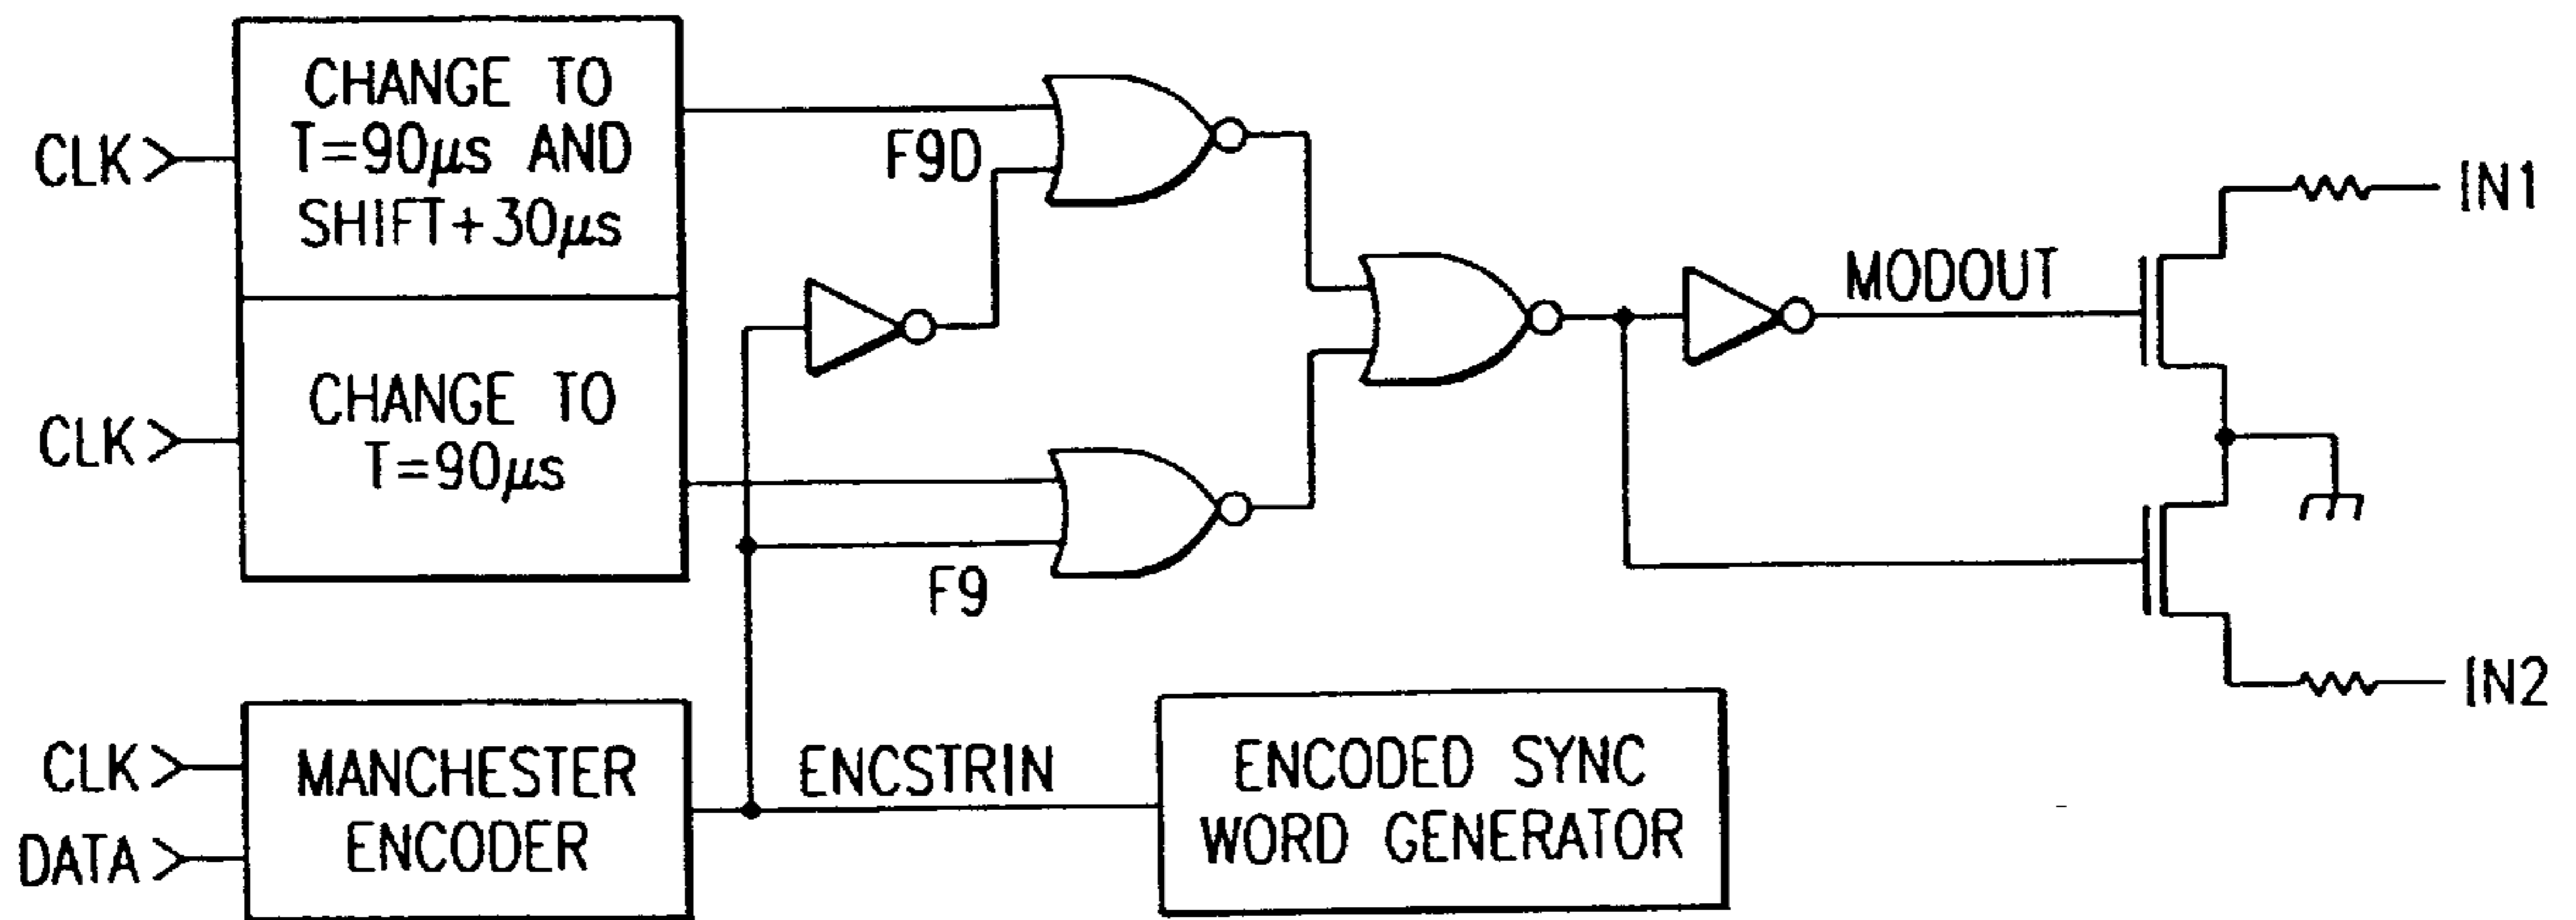 CHANGE TO
T=90μs AND
SHIFT+30μs
CLK
F9D
IN1
MODOUT
CHANGE TO
T=90μs
CLK
F9
IN2
CLK
DATA
MANCHESTER
ENCODER
ENCSTRIN
ENCODED SYNC
WORD GENERATOR